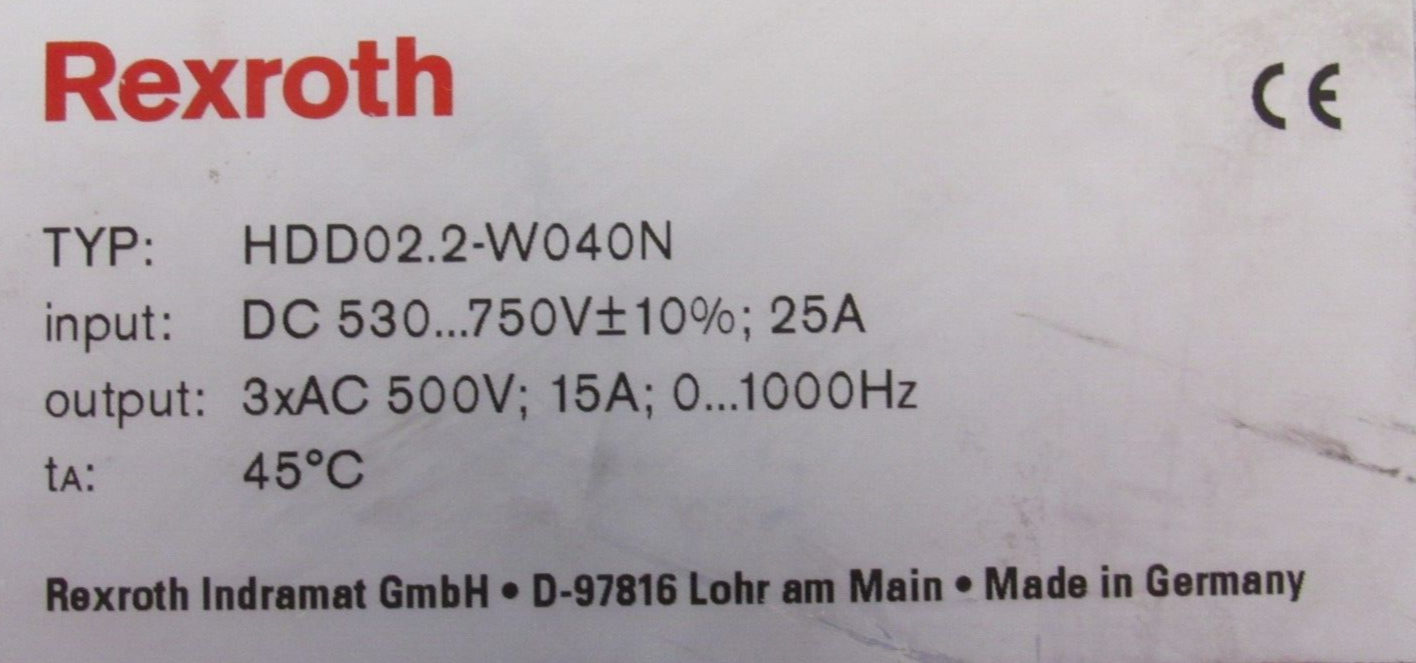 Rexroth
CE
TYP: HDD02.2-W040N
input: DC 530...750V±10%; 25A
output: 3xAC 500V; 15A; 0...1000Hz
tA: 45°C
Rexroth Indramat GmbH • D-97816 Lohr am Main • Made in Germany